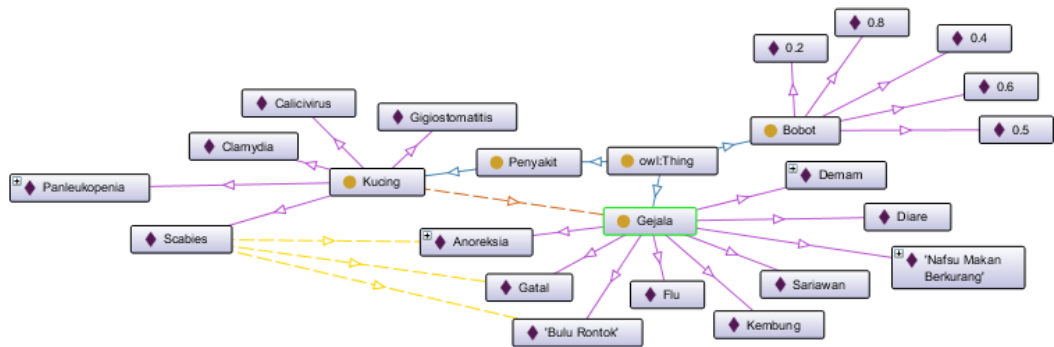 0.8
0.2
0.4
0.6
Calicivirus
Gigiostomatitis
Bobot
0.5
Clamydia
Penyakit
owl:Thing
Demam
Panleukopenia
Kucing
Gejala
Diare
Scabies
Anoreksia
'Nafsu Makan
Berkurang'
Gatal
Flu
Sariawan
'Bulu Rontok'
Kembung